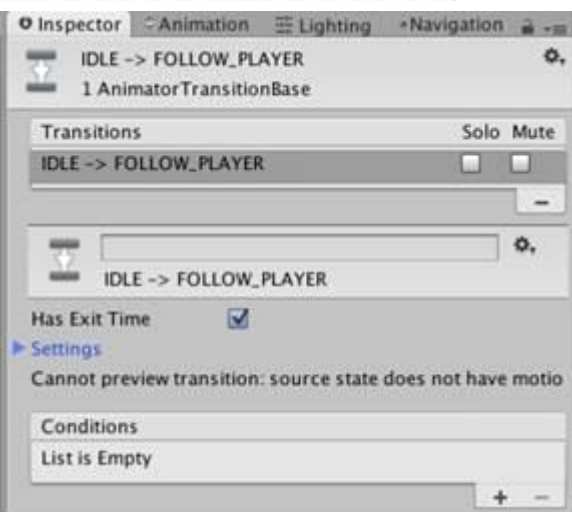 Inspector Animation Lighting Navigation
IDLE -> FOLLOW_PLAYER
1 AnimatorTransitionBase
Transitions Solo Mute
IDLE -> FOLLOW_PLAYER
IDLE -> FOLLOW_PLAYER
Has Exit Time
Settings
Cannot preview transition: source state does not have motio
Conditions
List is Empty